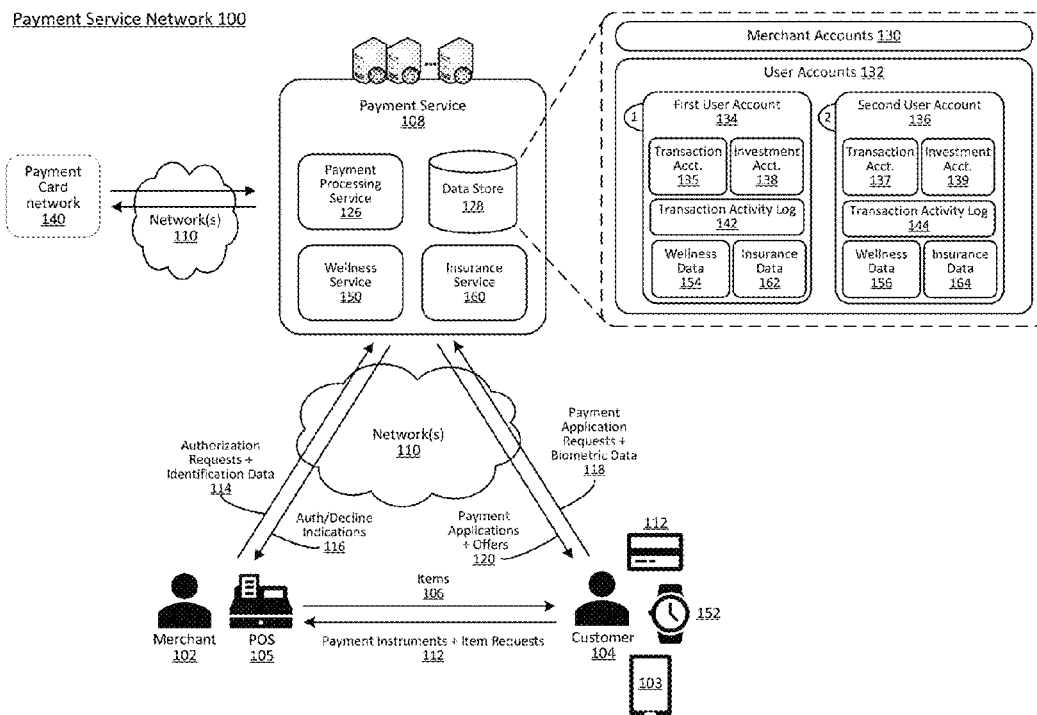 Payment Service Network 100
Payment Service
108
Payment
Processing
Service
126
Data Store
128
Wellness
Service
150
Insurance
Service
160
Payment
Card
network
140
Network(s)
110
Merchant Accounts 130
User Accounts 132
1
First User Account
134
Transaction
Acct.
135
Investment
Acct.
138
Transaction Activity Log
142
Wellness
Data
154
Insurance
Data
162
2
Second User Account
136
Transaction
Acct.
137
Investment
Acct.
139
Transaction Activity Log
144
Wellness
Data
156
Insurance
Data
164
Network(s)
110
Authorization
Requests +
Identification Data
114
Auth/Decline
Indications
116
Payment
Applications
+ Offers
120
Payment
Application
Requests +
Biometric Data
118
Items
106
Payment Instruments + Item Requests
112
Merchant
102
POS
105
Customer
104
112
152
103